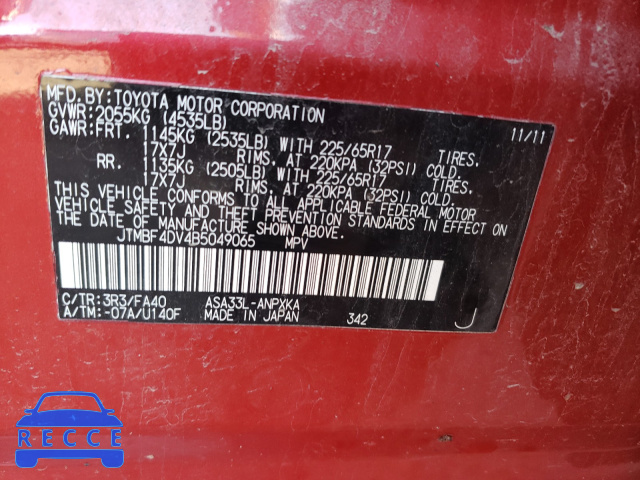 MFD.BY:TOYOTA MOTOR CORPORATION 11/11
GVWR:2055KG (4535LB)
GAWR:FRT. 1145KG (2535LB) WITH 225/65R17 TIRES.
17X7J RIMS. AT 220KPA (32PSI) COLD.
RR. 1135KG (2505LB) WITH 225/65R17 TIRES.
17X7J RIMS. AT 220KPA (32PSI) COLD.
THIS VEHICLE CONFORMS TO ALL APPLICABLE FEDERAL MOTOR
VEHICLE SAFETY AND THEFT PREVENTION STANDARDS IN EFFECT ON
THE DATE OF MANUFACTURE SHOWN ABOVE.
JTMBF4DV4B5049065 MPV
C/TR:3R3/FA40 ASA33L-ANPXKA
A/TM:-07A/U140F MADE IN JAPAN 342 J
RECCE